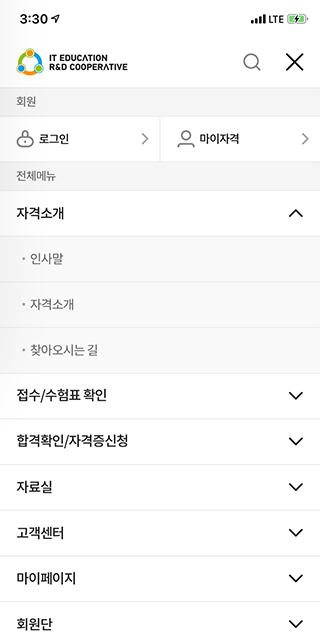 3:30
LTE
IT EDUCATION
R&D COOPERATIVE
회원
로그인
마이자격
전체메뉴
자격소개
· 인사말
· 자격소개
· 찾아오시는 길
접수/수험표 확인
합격확인/자격증신청
자료실
고객센터
마이페이지
회원단